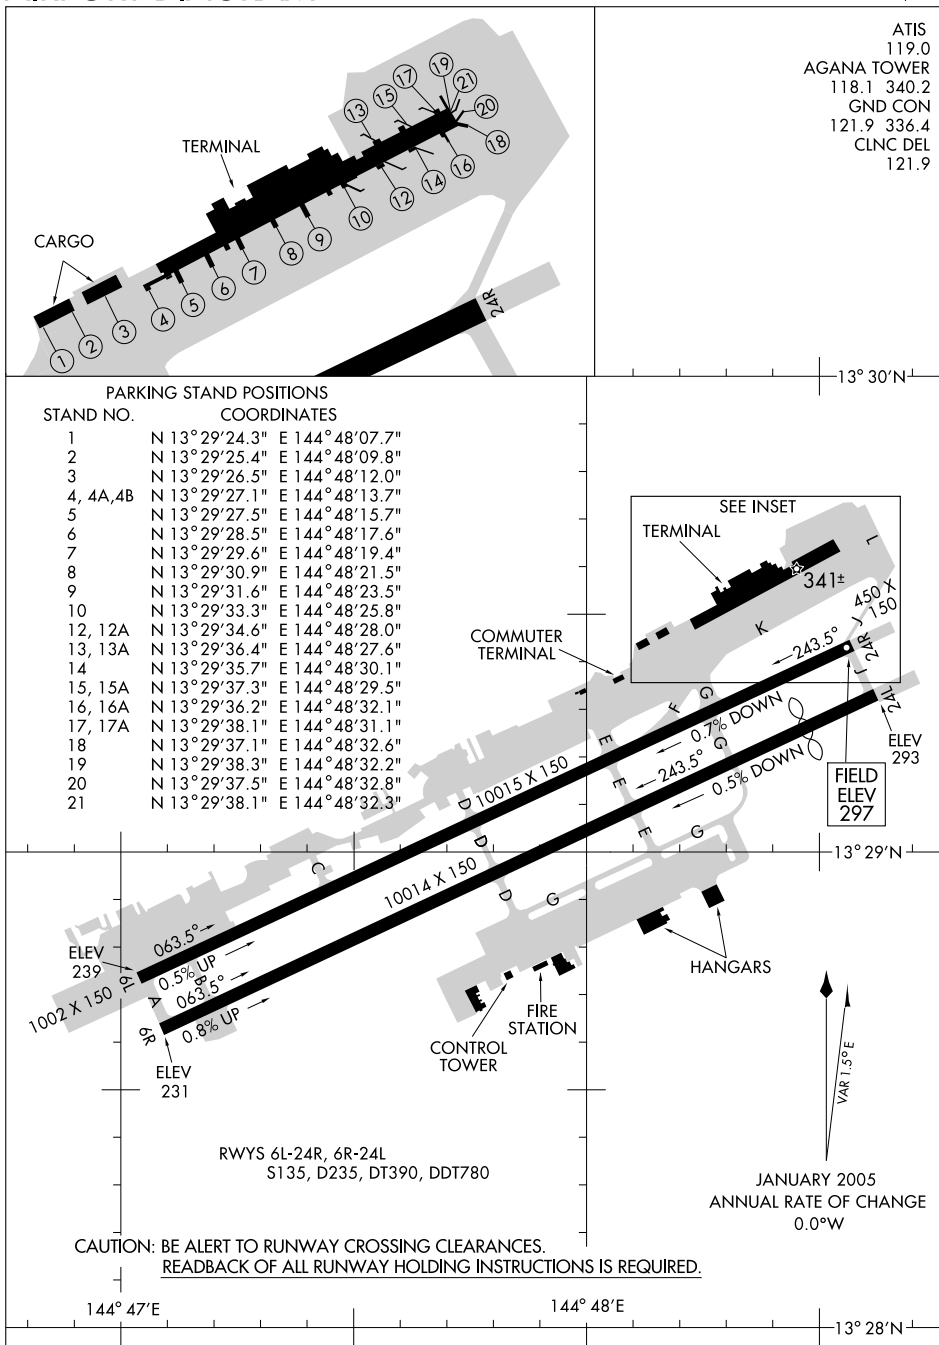 ATIS
119.0
AGANA TOWER
118.1 340.2
GND CON
121.9 336.4
CLNC DEL
121.9
TERMINAL
CARGO
1
2
3
4
5
6
7
8
9
10
12
13
14
15
16
17
18
19
20
21
24R
13°30'N
PARKING STAND POSITIONS
STAND NO. COORDINATES
1 N 13°29'24.3" E 144°48'07.7"
2 N 13°29'25.4" E 144°48'09.8"
3 N 13°29'26.5" E 144°48'12.0"
4, 4A,4B N 13°29'27.1" E 144°48'13.7"
5 N 13°29'27.5" E 144°48'15.7"
6 N 13°29'28.5" E 144°48'17.6"
7 N 13°29'29.6" E 144°48'19.4"
8 N 13°29'30.9" E 144°48'21.5"
9 N 13°29'31.6" E 144°48'23.5"
10 N 13°29'33.3" E 144°48'25.8"
12, 12A N 13°29'34.6" E 144°48'28.0"
13, 13A N 13°29'36.4" E 144°48'27.6"
14 N 13°29'35.7" E 144°48'30.1"
15, 15A N 13°29'37.3" E 144°48'29.5"
16, 16A N 13°29'36.2" E 144°48'32.1"
17, 17A N 13°29'38.1" E 144°48'31.1"
18 N 13°29'37.1" E 144°48'32.6"
19 N 13°29'38.3" E 144°48'32.2"
20 N 13°29'37.5" E 144°48'32.8"
21 N 13°29'38.1" E 144°48'32.3"
SEE INSET
TERMINAL
L
341±
450 X
150
K
J
243.5°
24R
J
24L
COMMUTER
TERMINAL
G
F
G
0.7% DOWN
E
E
E
243.5°
0.5% DOWN
ELEV
293
FIELD
ELEV
297
10015 X 150
D
D
D
G
G
13°29'N
C
10014 X 150
ELEV
239
063.5°
0.5% UP
B
063.5°
0.8% UP
6L
A
6R
1002 X 150
ELEV
231
HANGARS
FIRE
STATION
CONTROL
TOWER
VAR 1.5°E
RWYS 6L-24R, 6R-24L
S135, D235, DT390, DDT780
JANUARY 2005
ANNUAL RATE OF CHANGE
0.0°W
CAUTION: BE ALERT TO RUNWAY CROSSING CLEARANCES.
READBACK OF ALL RUNWAY HOLDING INSTRUCTIONS IS REQUIRED.
144°47'E
144°48'E
13°28'N